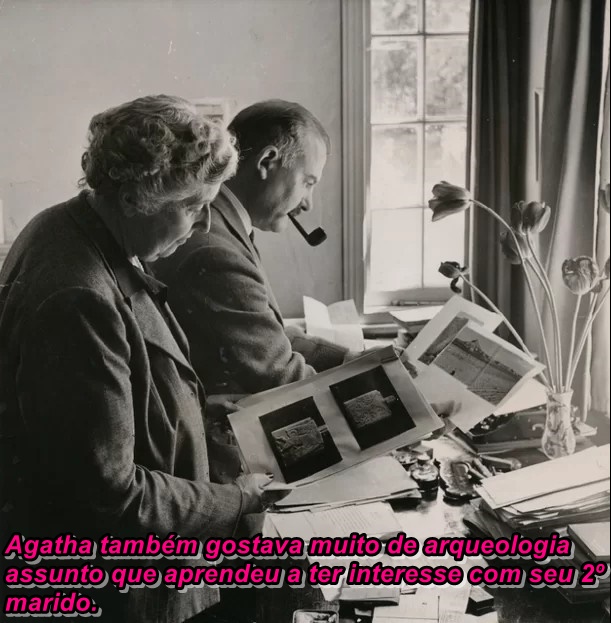 Agatha também gostava muito de arqueologia
assunto que aprendeu a ter interesse com seu 2º
marido.